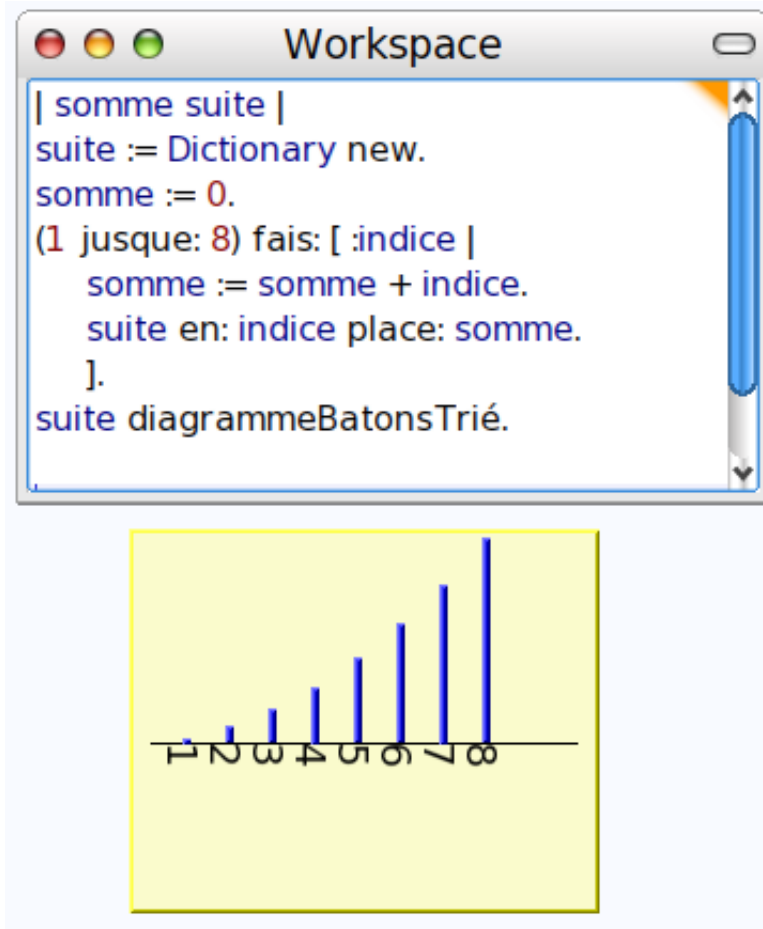 Workspace
| somme suite |
suite := Dictionary new.
somme := 0.
(1 jusque: 8) fais: [ :indice |
somme := somme + indice.
suite en: indice place: somme.
].
suite diagrammeBatonsTrié.
1 2 3 4 5 6 7 8